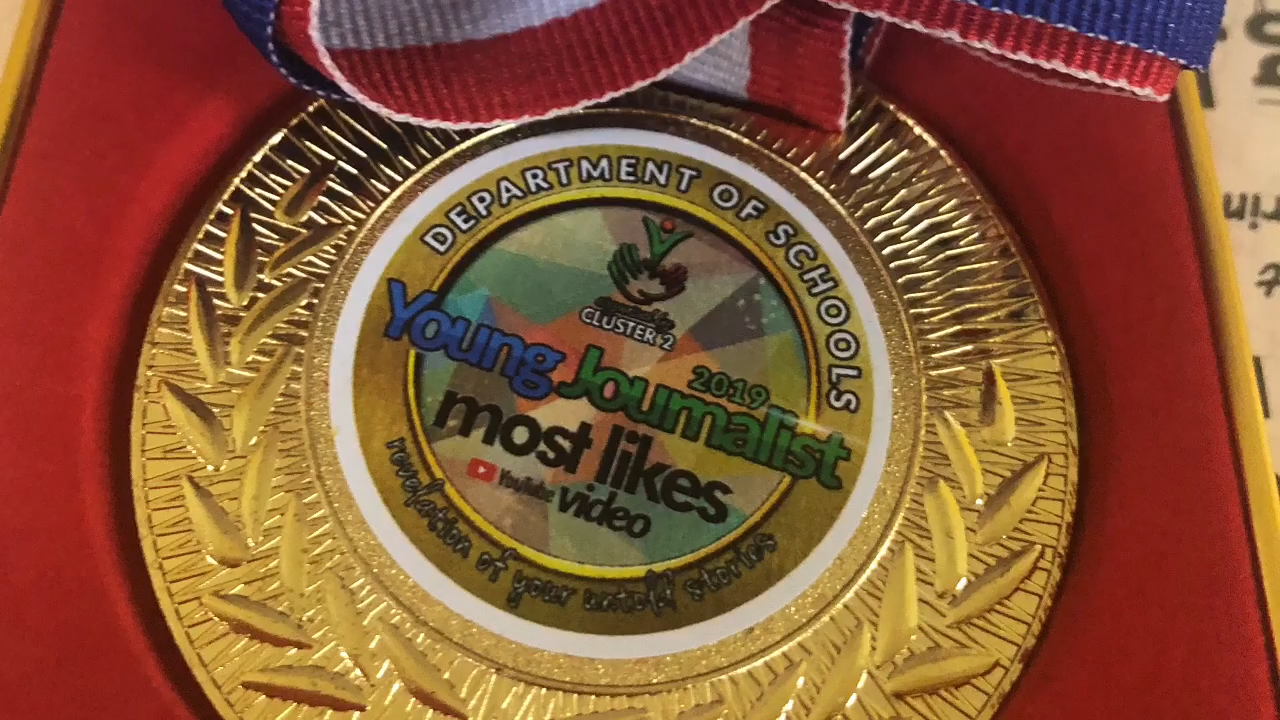 DEPARTMENT OF SCHOOLS
CLUSTER 2
2019
Young Journalist
most likes
YouTube video
revelation of your untold stories